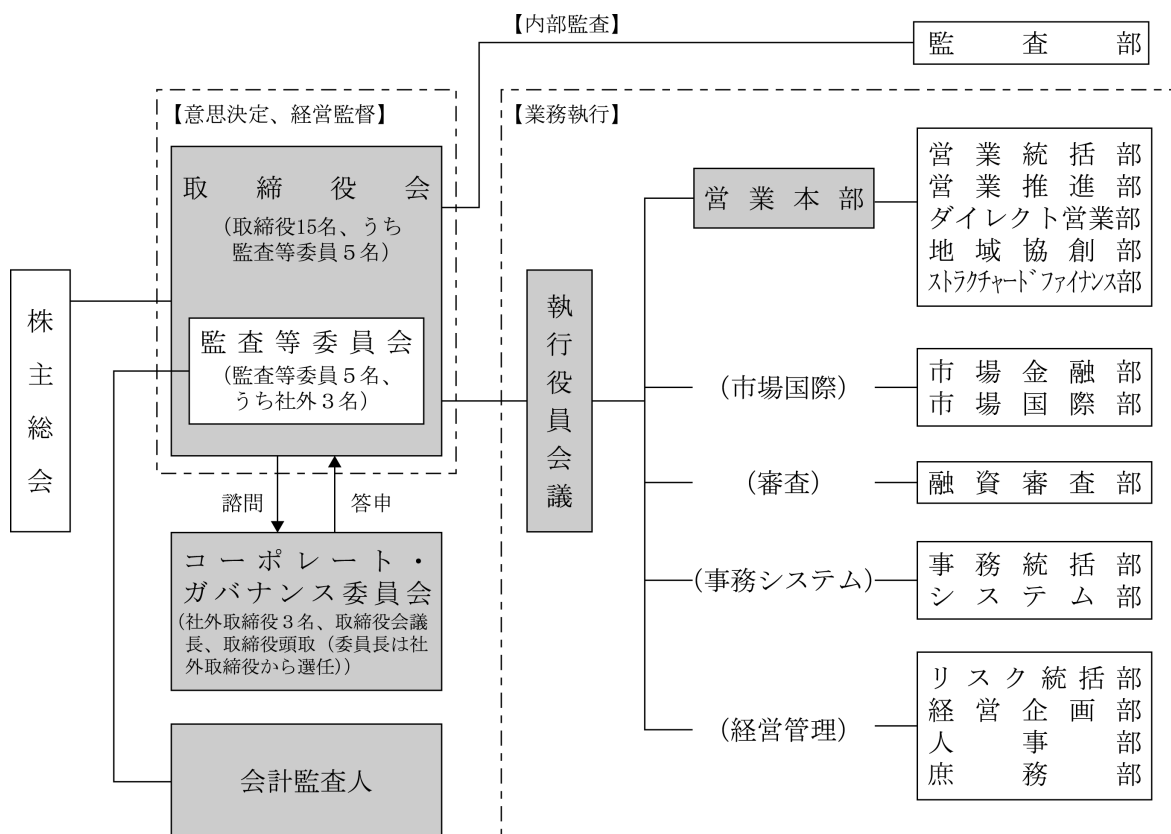 【内部監査】
監査部
【意思決定、経営監督】
【業務執行】
取締役会
(取締役15名、うち
監査等委員５名)
監査等委員会
(監査等委員５名、
うち社外３名)
株主総会
諮問
答申
コーポレート・
ガバナンス委員会
(社外取締役３名、取締役会議
長、取締役頭取（委員長は社
外取締役から選任))
会計監査人
執行役員会議
営業本部
営業統括部
営業推進部
ダイレクト営業部
地域協創部
ストラクチャードファイナンス部
(市場国際)
市場金融部
市場国際部
(審査)
融資審査部
(事務システム)
事務統括部
システム部
(経営管理)
リスク統括部
経営企画部
人事部
庶務部